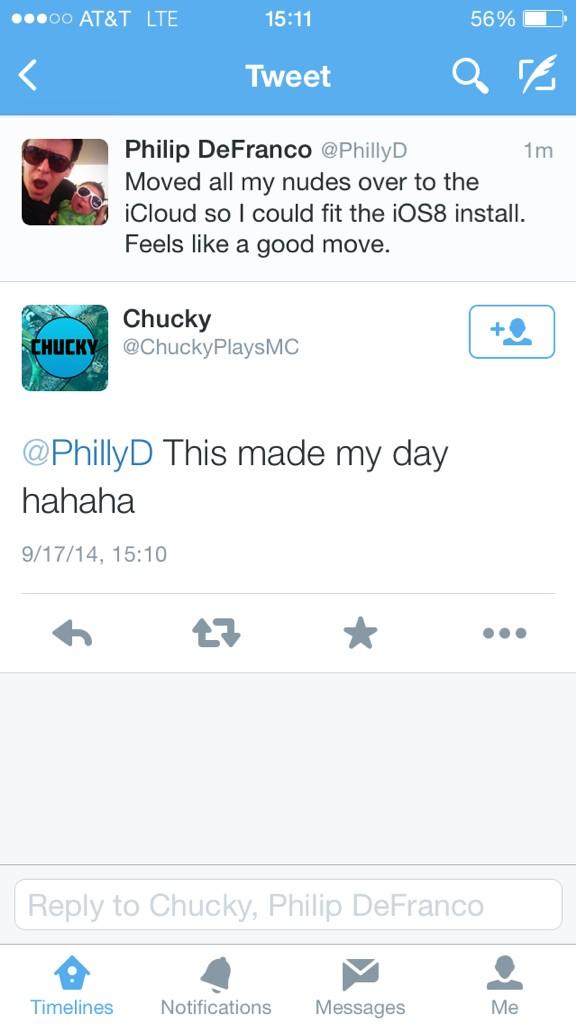 AT&T LTE 15:11 56%
Tweet
Philip DeFranco @PhillyD 1m
Moved all my nudes over to the
iCloud so I could fit the iOS8 install.
Feels like a good move.
CHUCKY
Chucky
@ChuckyPlaysMC
@PhillyD This made my day
hahaha
9/17/14, 15:10
Reply to Chucky, Philip DeFranco
Timelines Notifications Messages Me